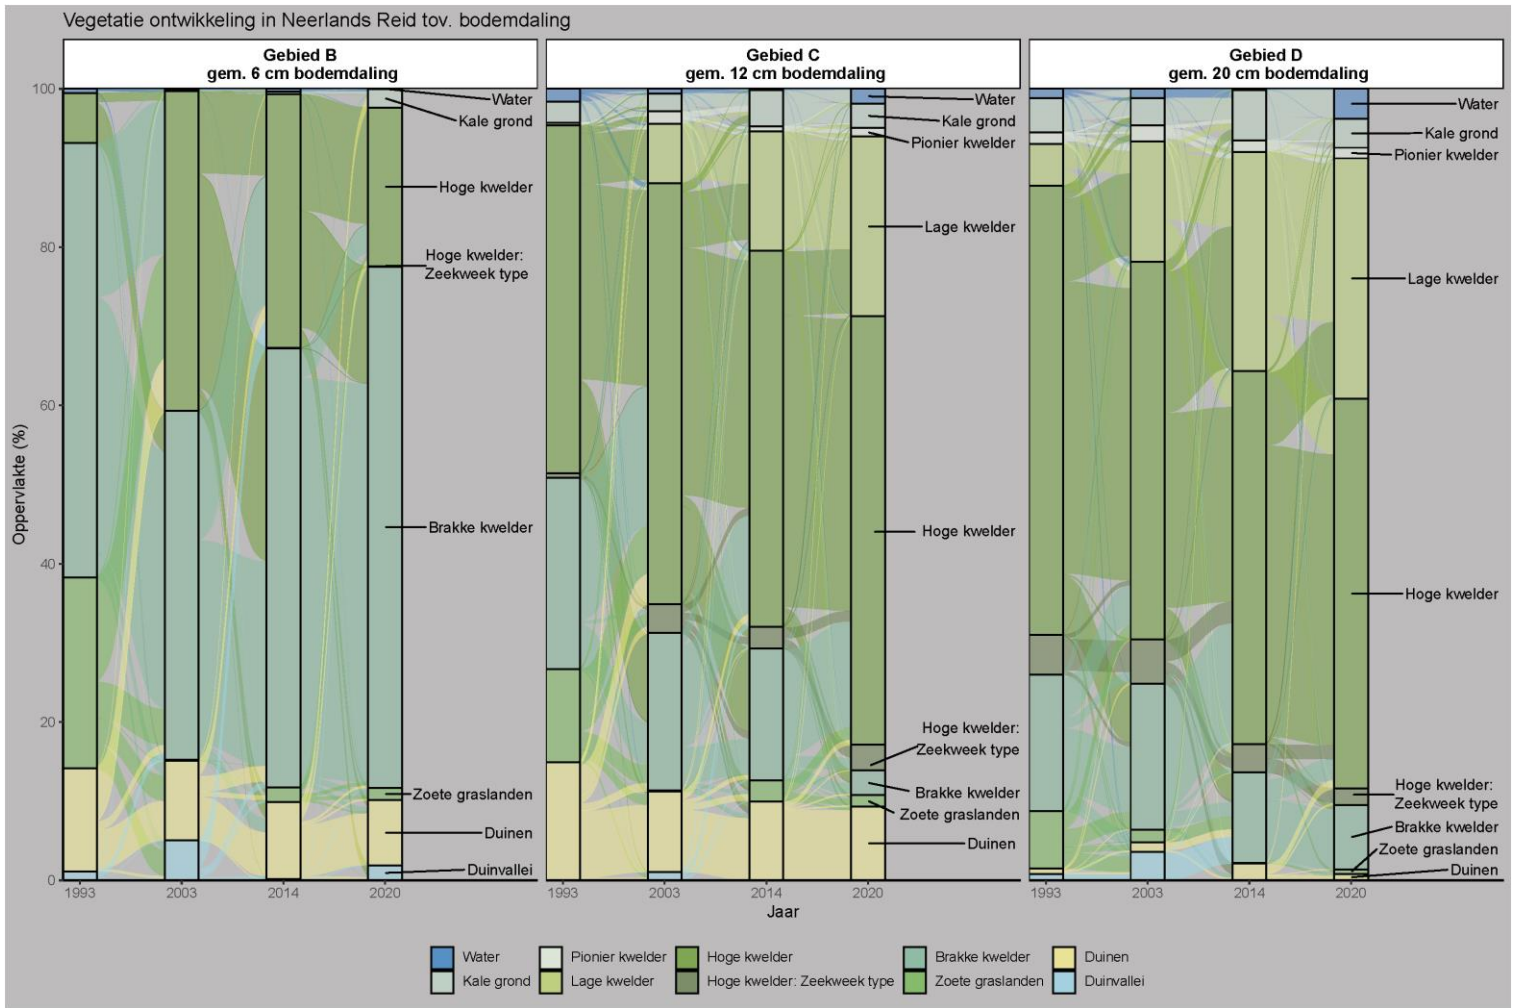 Vegetatie ontwikkeling in Neerlands Reid tov. bodemdaling
Gebied B
gem. 6 cm bodemdaling
Gebied C
gem. 12 cm bodemdaling
Gebied D
gem. 20 cm bodemdaling
Oppervlakte (%)
100
80
60
40
20
0
Water
Kale grond
Hoge kwelder
Hoge kwelder:
Zeekweek type
Brakke kwelder
Zoete graslanden
Duinen
Duinvallei
1993
2003
2014
2020
Water
Kale grond
Pionier kwelder
Lage kwelder
Hoge kwelder
Hoge kwelder:
Zeekweek type
Brakke kwelder
Zoete graslanden
Duinen
1993
2003
2014
2020
Water
Kale grond
Pionier kwelder
Lage kwelder
Hoge kwelder
Hoge kwelder:
Zeekweek type
Brakke kwelder
Zoete graslanden
Duinen
1993
2003
2014
2020
Jaar
Water
Pionier kwelder
Hoge kwelder
Brakke kwelder
Duinen
Kale grond
Lage kwelder
Hoge kwelder: Zeekweek type
Zoete graslanden
Duinvallei